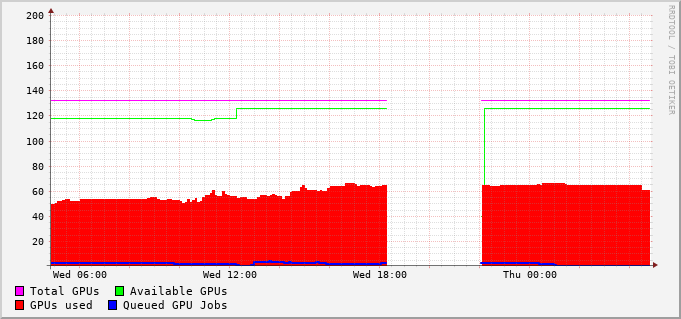 200
180
160
140
120
100
80
60
40
20
Wed 06:00 Wed 12:00 Wed 18:00 Thu 00:00
Total GPUs Available GPUs
GPUs used Queued GPU Jobs
RRDTOOL / TOBI OETIKER